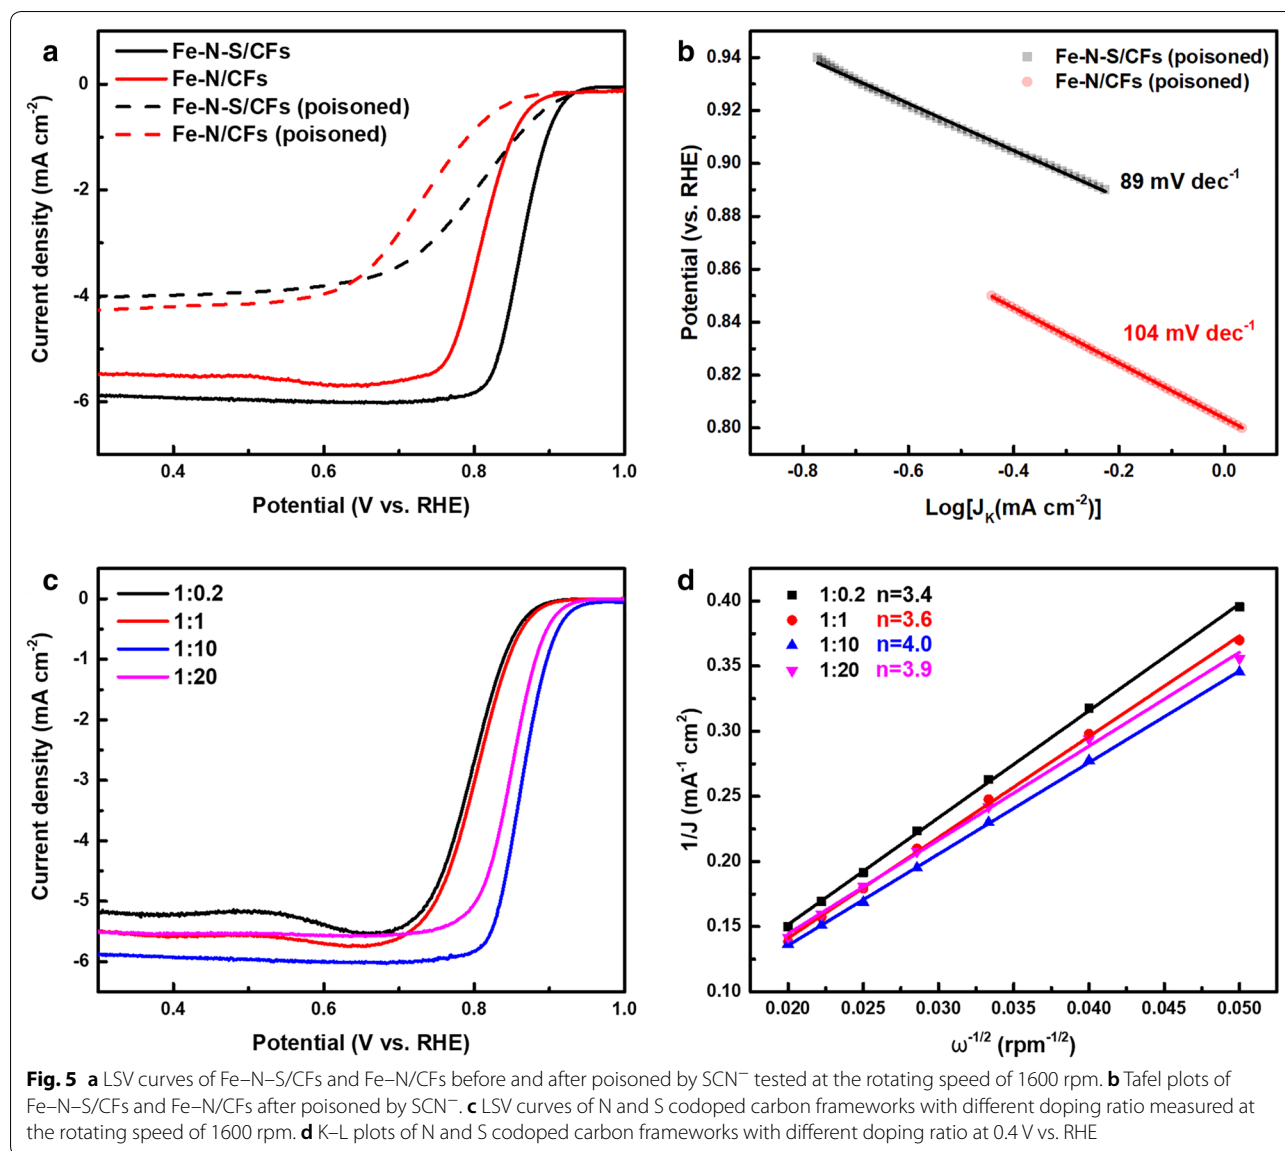 a
Fe-N-S/CFs
Fe-N/CFs
Fe-N-S/CFs (poisoned)
Fe-N/CFs (poisoned)
0
-2
-4
-6
Current density (mA cm-2)
0.4 0.6 0.8 1.0
Potential (V vs. RHE)
b
Fe-N-S/CFs (poisoned)
Fe-N/CFs (poisoned)
89 mV dec-1
104 mV dec-1
0.94
0.92
0.90
0.88
0.86
0.84
0.82
0.80
Potential (vs. RHE)
-0.8 -0.6 -0.4 -0.2 0.0
Log[JK(mA cm-2)]
c
1:0.2
1:1
1:10
1:20
0
-1
-2
-3
-4
-5
-6
Current density (mA cm-2)
0.4 0.6 0.8 1.0
Potential (V vs. RHE)
d
1:0.2 n=3.4
1:1 n=3.6
1:10 n=4.0
1:20 n=3.9
0.40
0.35
0.30
0.25
0.20
0.15
0.10
1/J (mA-1 cm2)
0.020 0.025 0.030 0.035 0.040 0.045 0.050
ω-1/2 (rpm-1/2)
Fig. 5 a LSV curves of Fe–N–S/CFs and Fe–N/CFs before and after poisoned by SCN− tested at the rotating speed of 1600 rpm. b Tafel plots of
Fe–N–S/CFs and Fe–N/CFs after poisoned by SCN−. c LSV curves of N and S codoped carbon frameworks with different doping ratio measured at
the rotating speed of 1600 rpm. d K–L plots of N and S codoped carbon frameworks with different doping ratio at 0.4 V vs. RHE